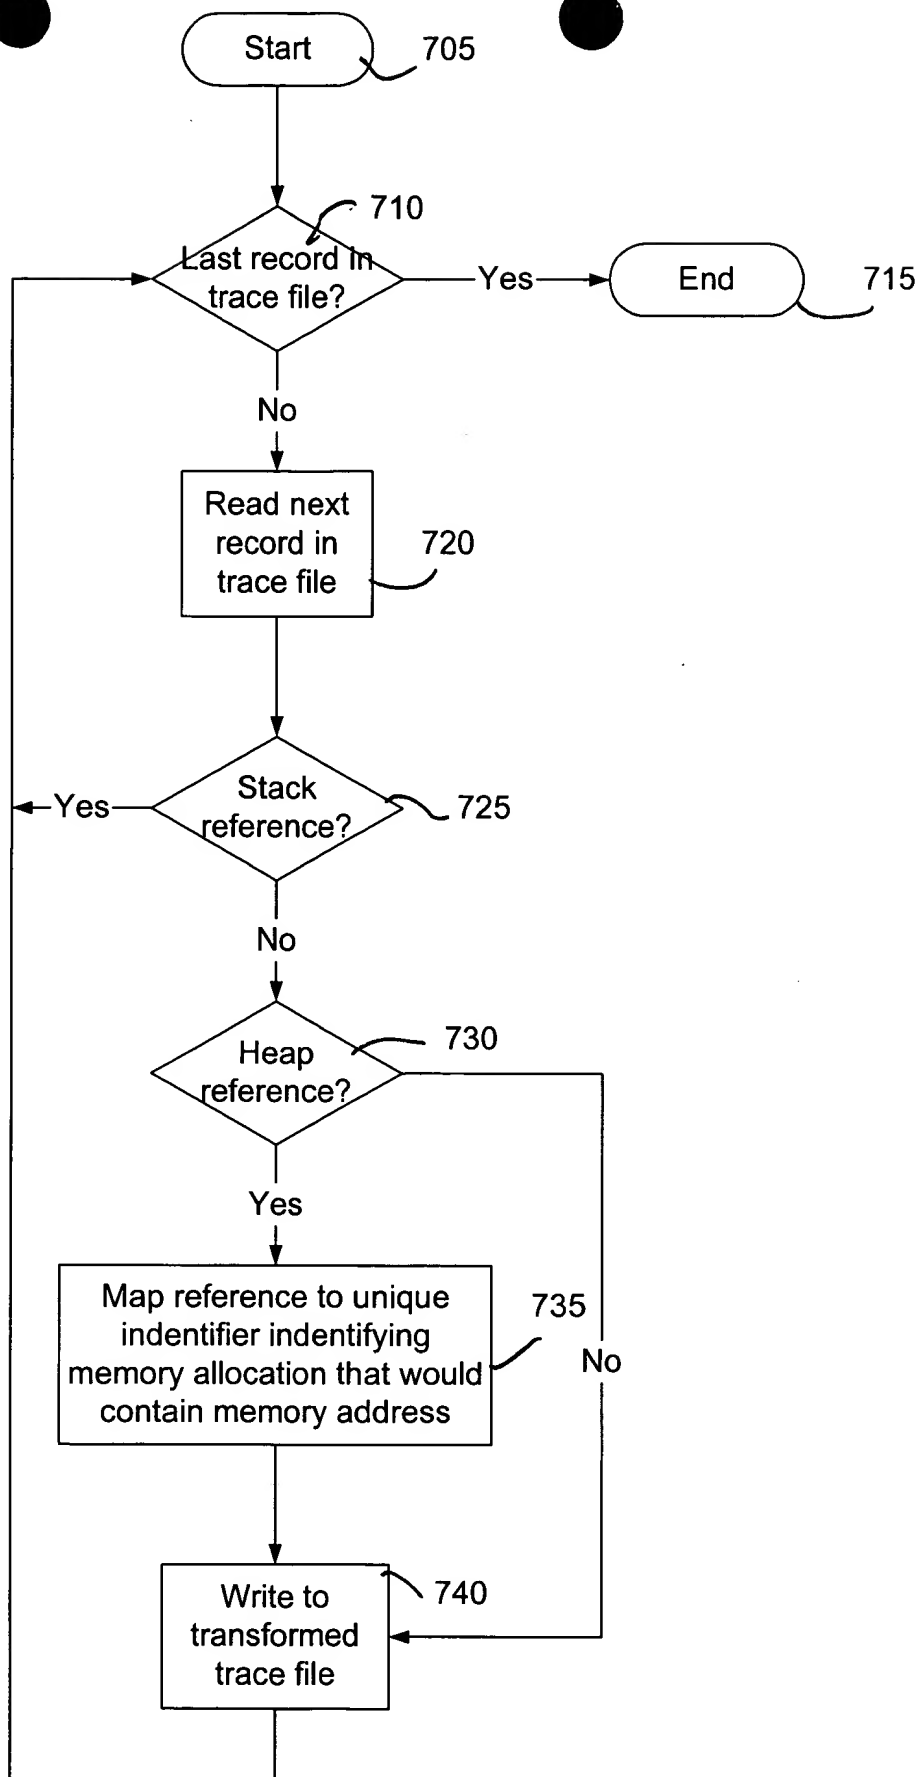 Start
705
710
Last record in
trace file?
Yes
End
715
No
Read next
record in
trace file
720
Stack
reference?
725
Yes
No
Heap
reference?
730
Yes
Map reference to unique
indentifier indentifying
memory allocation that would
contain memory address
735
No
Write to
transformed
trace file
740